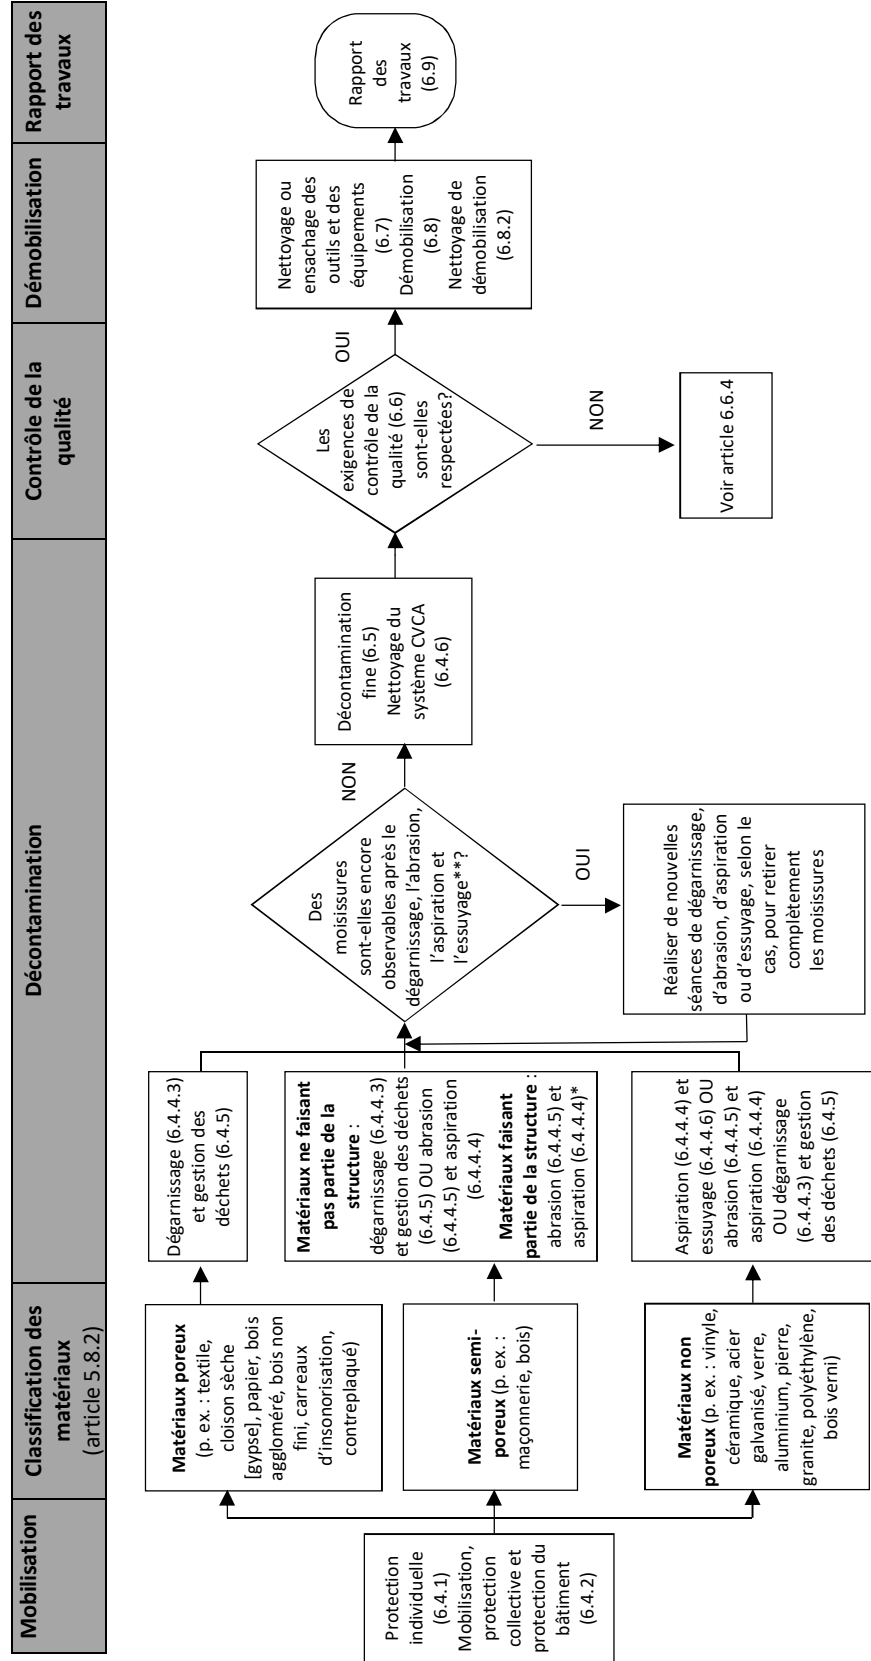 Mobilisation
Classification des
matériaux
(article 5.8.2)
Décontamination
Contrôle de la
qualité
Démobilisation
Rapport des
travaux
Protection
individuelle
(6.4.1)
Mobilisation,
protection
collective et
protection du
bâtiment
(6.4.2)
Matériaux poreux
(p. ex. : textile,
cloison sèche
[gypse], papier, bois
aggloméré, bois non
fini, carreaux
d'insonorisation,
contreplaqué)
Matériaux semi-
poreux (p. ex. :
maçonnerie, bois)
Matériaux non
poreux (p. ex. : vinyle,
céramique, acier
galvanisé, verre,
aluminium, pierre,
granite, polyéthylène,
bois verni)
Dégarnissage (6.4.4.3)
et gestion des
déchets (6.4.5)
Matériaux ne faisant
pas partie de la
structure :
dégarnissage (6.4.4.3)
et gestion des déchets
(6.4.5) OU abrasion
(6.4.4.5) et aspiration
(6.4.4.4)
Matériaux faisant
partie de la structure :
abrasion (6.4.4.5) et
aspiration (6.4.4.4)*
Aspiration (6.4.4.4) et
essuyage (6.4.4.6) OU
abrasion (6.4.4.5) et
aspiration (6.4.4.4)
OU dégarnissage
(6.4.4.3) et gestion
des déchets (6.4.5)
Des
moisissures
sont-elles encore
observables après le
dégarnissage, l'abrasion,
l'aspiration et
l'essuyage**?
NON
OUI
Réaliser de nouvelles
séances de dégarnissage,
d'abrasion, d'aspiration
ou d'essuyage, selon le
cas, pour retirer
complètement
les moisissures
Décontamination
fine (6.5)
Nettoyage du
système CVCA
(6.4.6)
Les
exigences de
contrôle de la
qualité (6.6)
sont-elles
respectées?
OUI
NON
Voir article 6.6.4
Nettoyage ou
ensachage des
outils et des
équipements
(6.7)
Démobilisation
(6.8)
Nettoyage de
démobilisation
(6.8.2)
Rapport
des
travaux
(6.9)